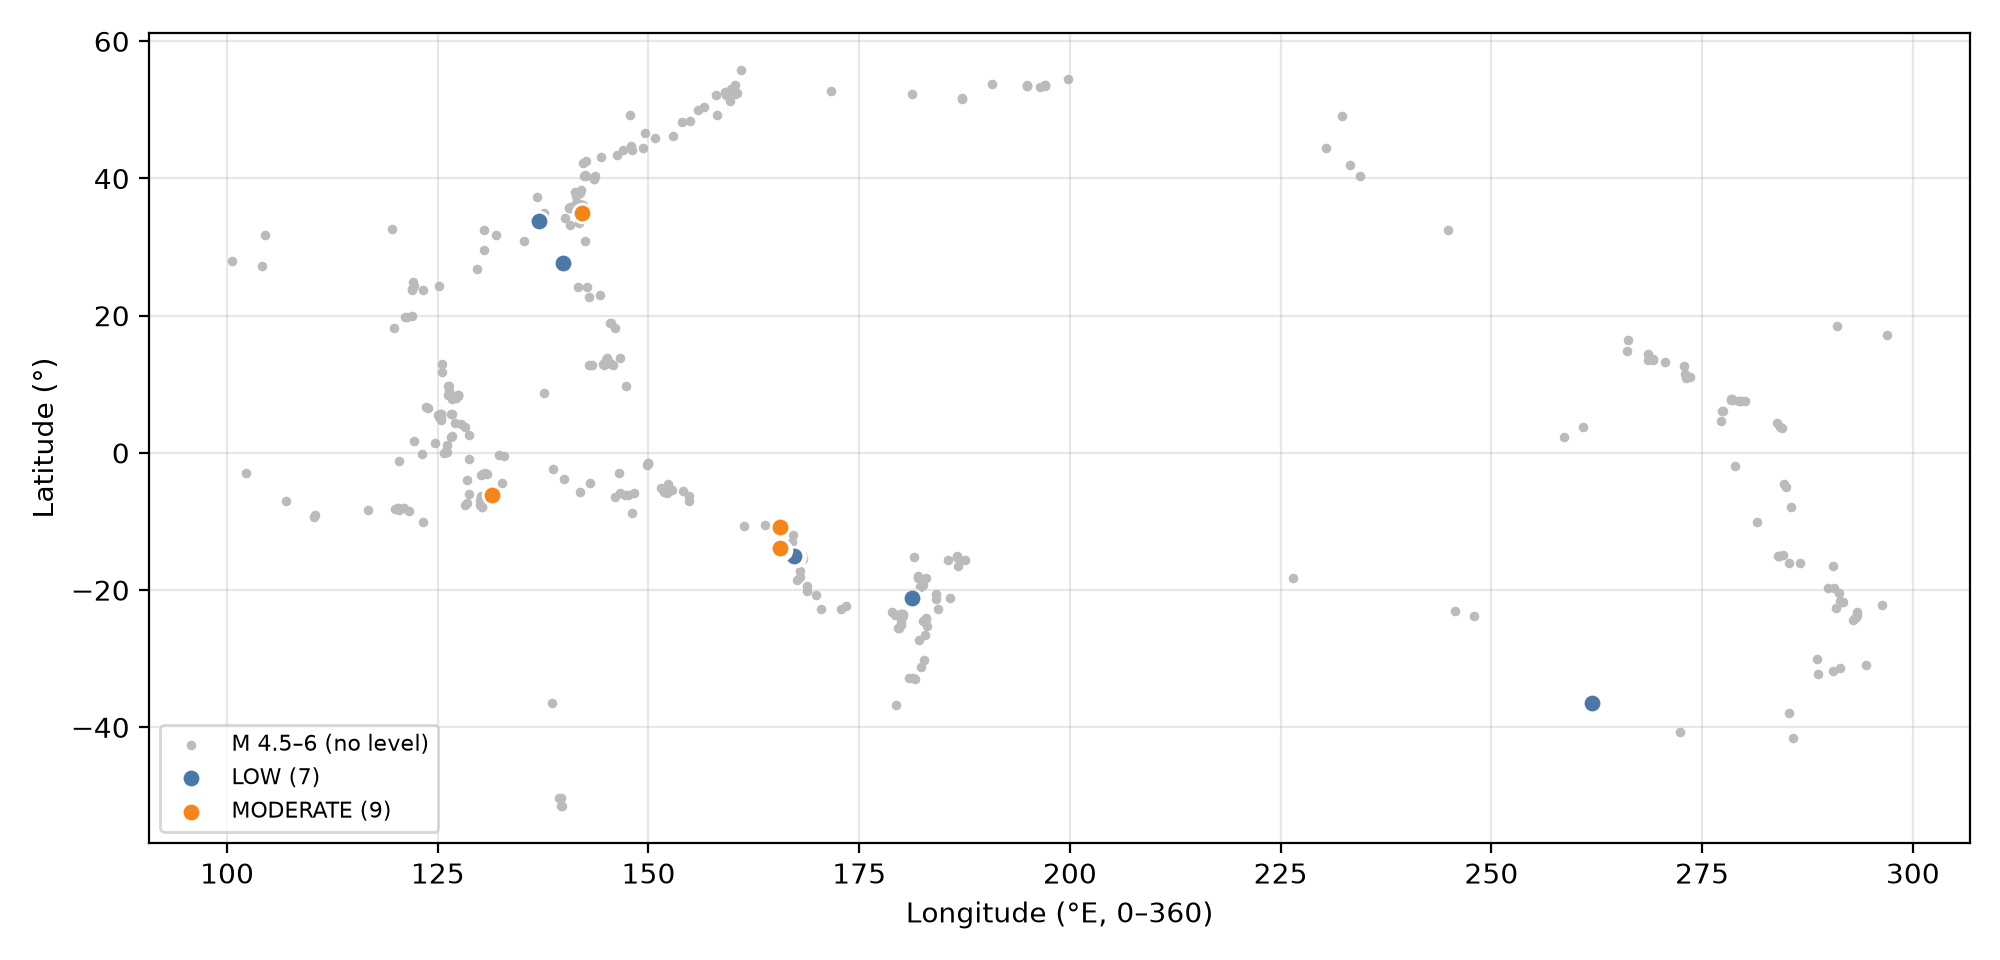 60
40
20
0
−20
−40
Latitude (°)
M 4.5–6 (no level)
LOW (7)
MODERATE (9)
100 125 150 175 200 225 250 275 300
Longitude (°E, 0–360)